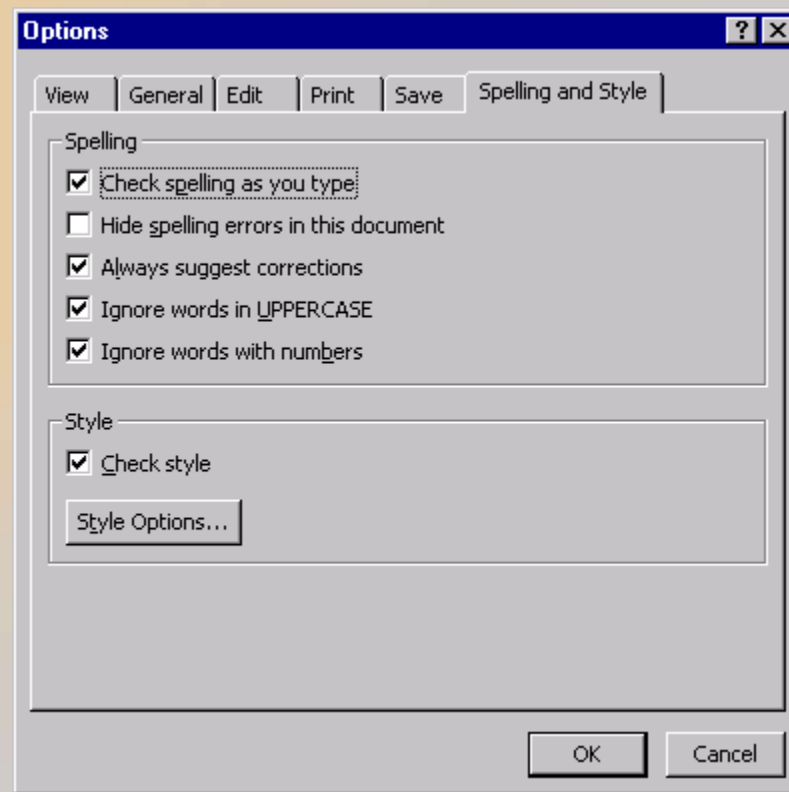 Options
View General Edit Print Save Spelling and Style
Spelling
Check spelling as you type
Hide spelling errors in this document
Always suggest corrections
Ignore words in UPPERCASE
Ignore words with numbers
Style
Check style
Style Options...
OK Cancel